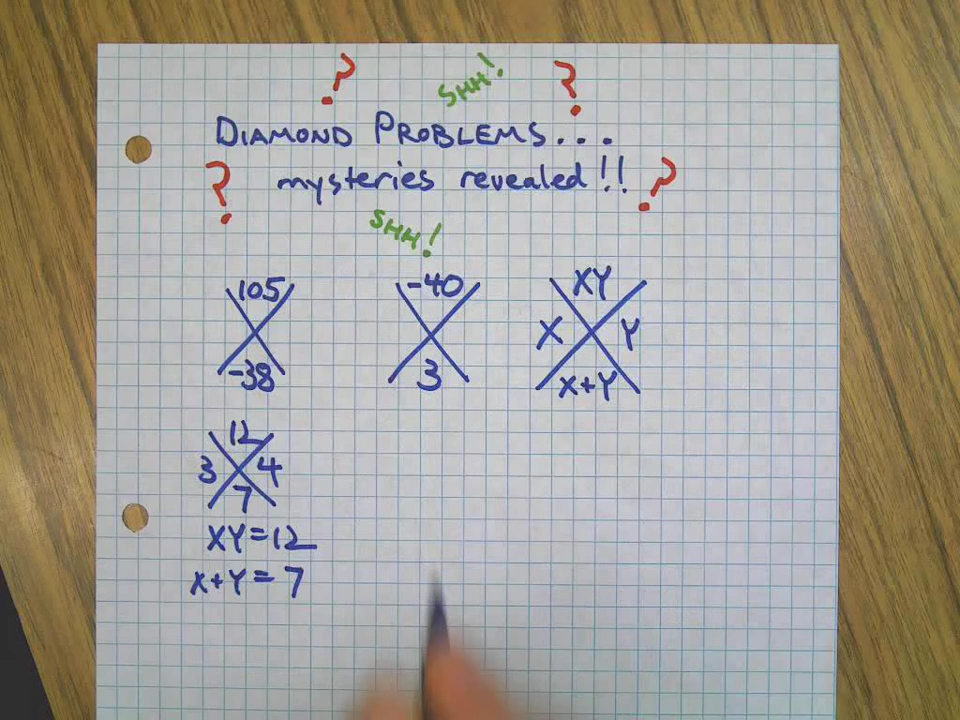 ? SHH! ?
DIAMOND PROBLEMS...
? mysteries revealed!! ?
SHH!
105 -40 XY
X Y
-38 3 X+Y
12
3 4
7
XY=12
X+Y=7